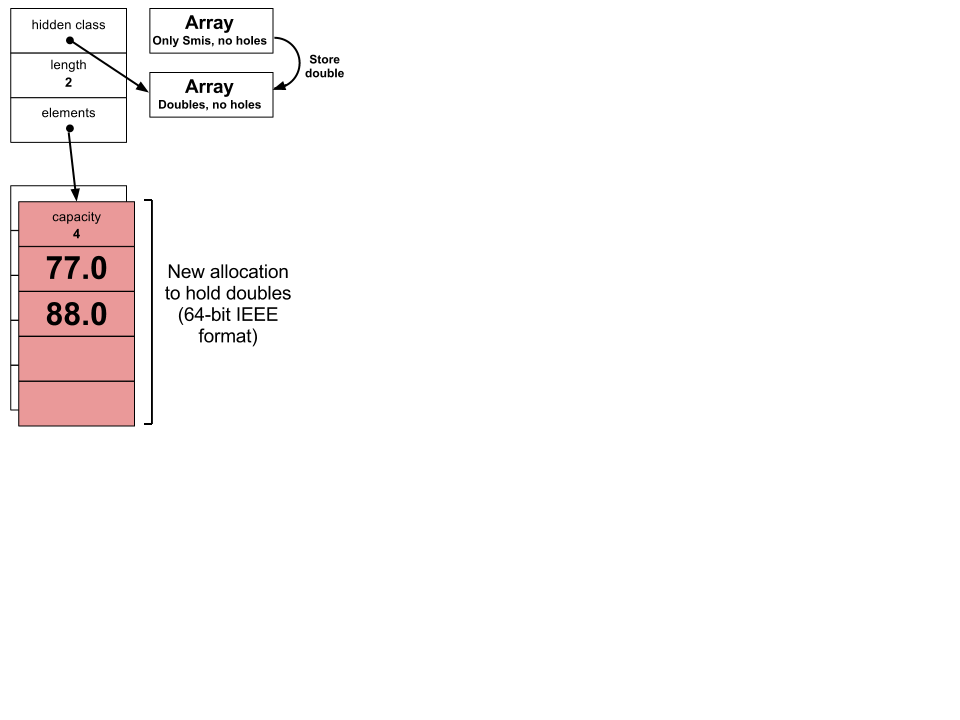 hidden class
length
2
elements
Array
Only Smis, no holes
Array
Doubles, no holes
Store
double
capacity
4
77.0
88.0
New allocation
to hold doubles
(64-bit IEEE
format)